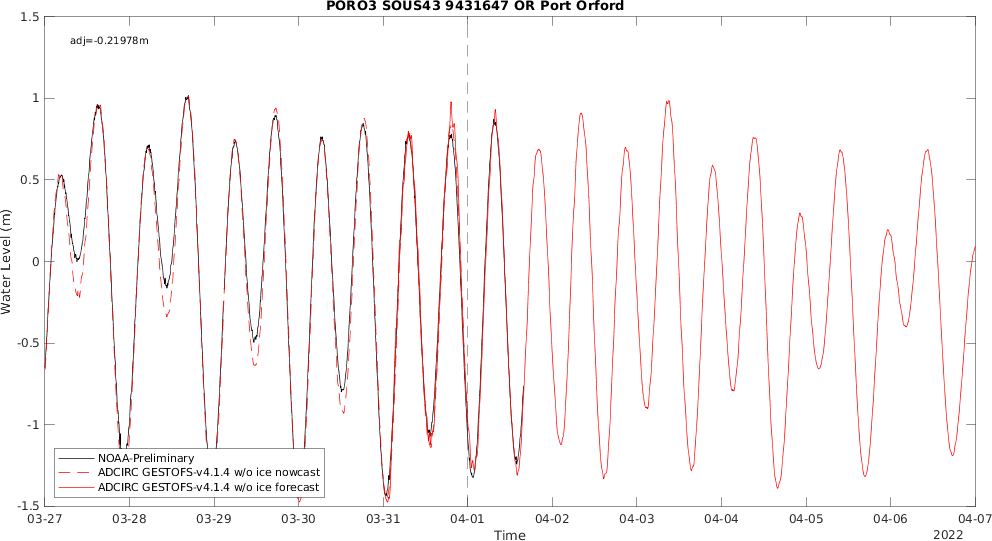 PORO3 SOUS43 9431647 OR Port Orford
adj=-0.21978m
Water Level (m)
1.5
1
0.5
0
-0.5
-1
-1.5
NOAA-Preliminary
ADCIRC GESTOFS-v4.1.4 w/o ice nowcast
ADCIRC GESTOFS-v4.1.4 w/o ice forecast
03-27 03-28 03-29 03-30 03-31 04-01 04-02 04-03 04-04 04-05 04-06 04-07
Time
2022